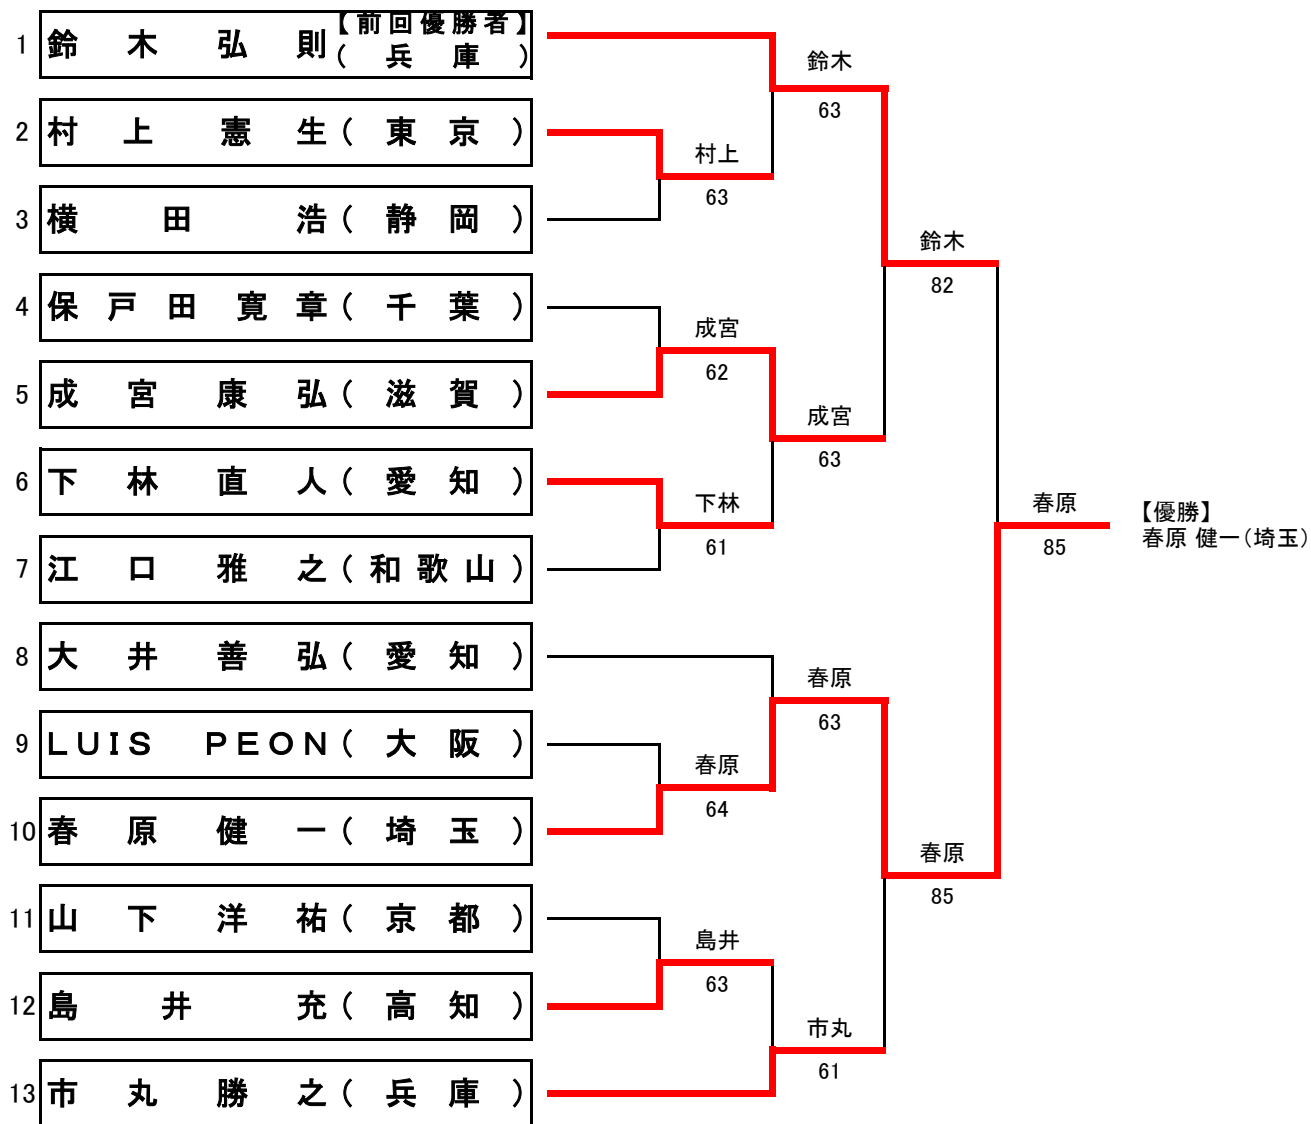 1 鈴木弘則 【前回優勝者】
(兵庫)
2 村上憲生(東京)
3 横田浩(静岡)
4 保戸田寛章(千葉)
5 成宮康弘(滋賀)
6 下林直人(愛知)
7 江口雅之(和歌山)
8 大井善弘(愛知)
9 LUIS PEON(大阪)
10 春原健一(埼玉)
11 山下洋祐(京都)
12 島井充(高知)
13 市丸勝之(兵庫)
村上
63
成宮
62
下林
61
春原
64
島井
63
鈴木
63
成宮
63
春原
63
市丸
61
鈴木
82
春原
85
春原
85
【優勝】
春原 健一(埼玉)